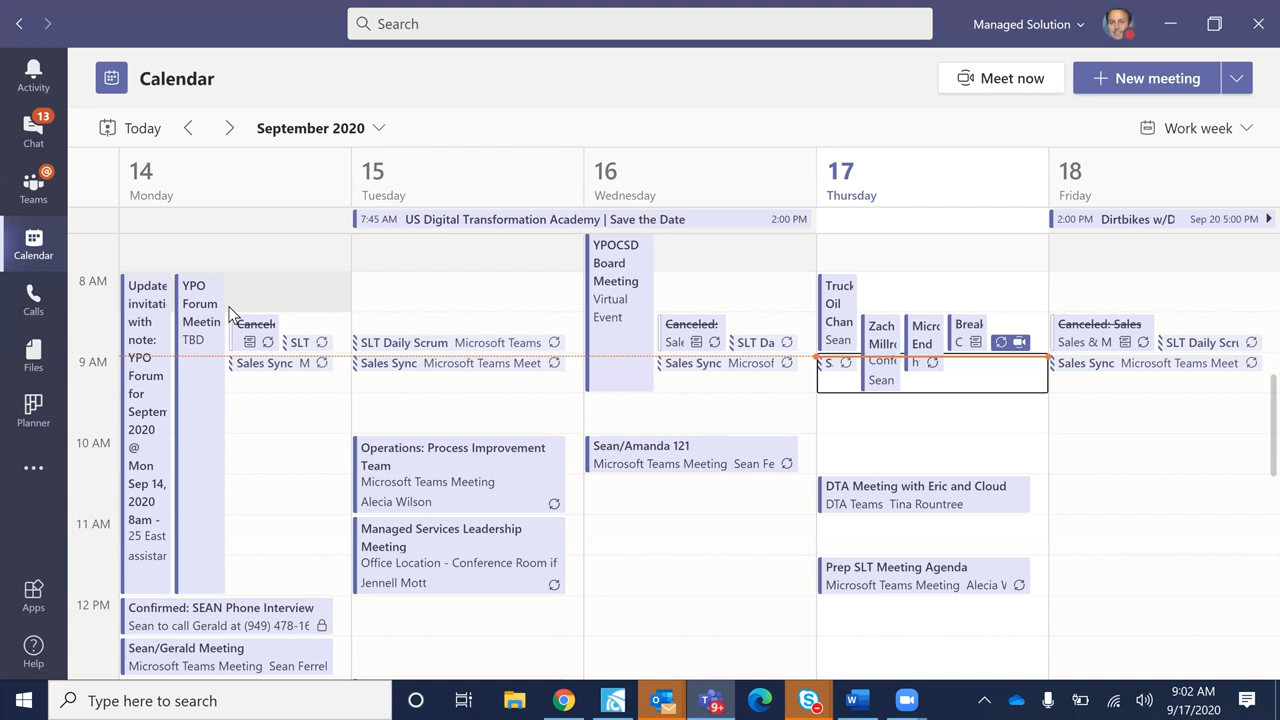 Search
Managed Solution
Activity
13
Chat
@
Teams
Calendar
Calls
Files
Planner
Apps
Help
Calendar
Meet now
New meeting
Today
September 2020
Work week
14
Monday
15
Tuesday
16
Wednesday
17
Thursday
18
Friday
7:45 AM US Digital Transformation Academy | Save the Date 2:00 PM
2:00 PM Dirtbikes w/D Sep 20 5:00 PM
8 AM
9 AM
10 AM
11 AM
12 PM
Update
invitati
with
note:
YPO
Forum
for
Septem
2020
@
Mon
Sep 14,
2020
8am -
25 East
assistar
YPO
Forum
Meetin
TBD
Cancel
SLT
Sales Sync M
Confirmed: SEAN Phone Interview
Sean to call Gerald at (949) 478-16
Sean/Gerald Meeting
Microsoft Teams Meeting Sean Ferrel
SLT Daily Scrum Microsoft Teams
Sales Sync Microsoft Teams Meet
Operations: Process Improvement
Team
Microsoft Teams Meeting
Alecia Wilson
Managed Services Leadership
Meeting
Office Location - Conference Room if
Jennell Mott
YPOCSD
Board
Meeting
Virtual
Event
Canceled:
Sale
SLT Da
Sales Sync Microsof
Sean/Amanda 121
Microsoft Teams Meeting Sean Fe
Truck
Oil
Chan
Sean
Zach
Millro
Confe
Sean
Micro
End
h
Break
C
S
DTA Meeting with Eric and Cloud
DTA Teams Tina Rountree
Prep SLT Meeting Agenda
Microsoft Teams Meeting Alecia W
Canceled: Sales
Sales & M
SLT Daily Scru
Sales Sync Microsoft Teams Meet
Type here to search
9+
9:02 AM
9/17/2020